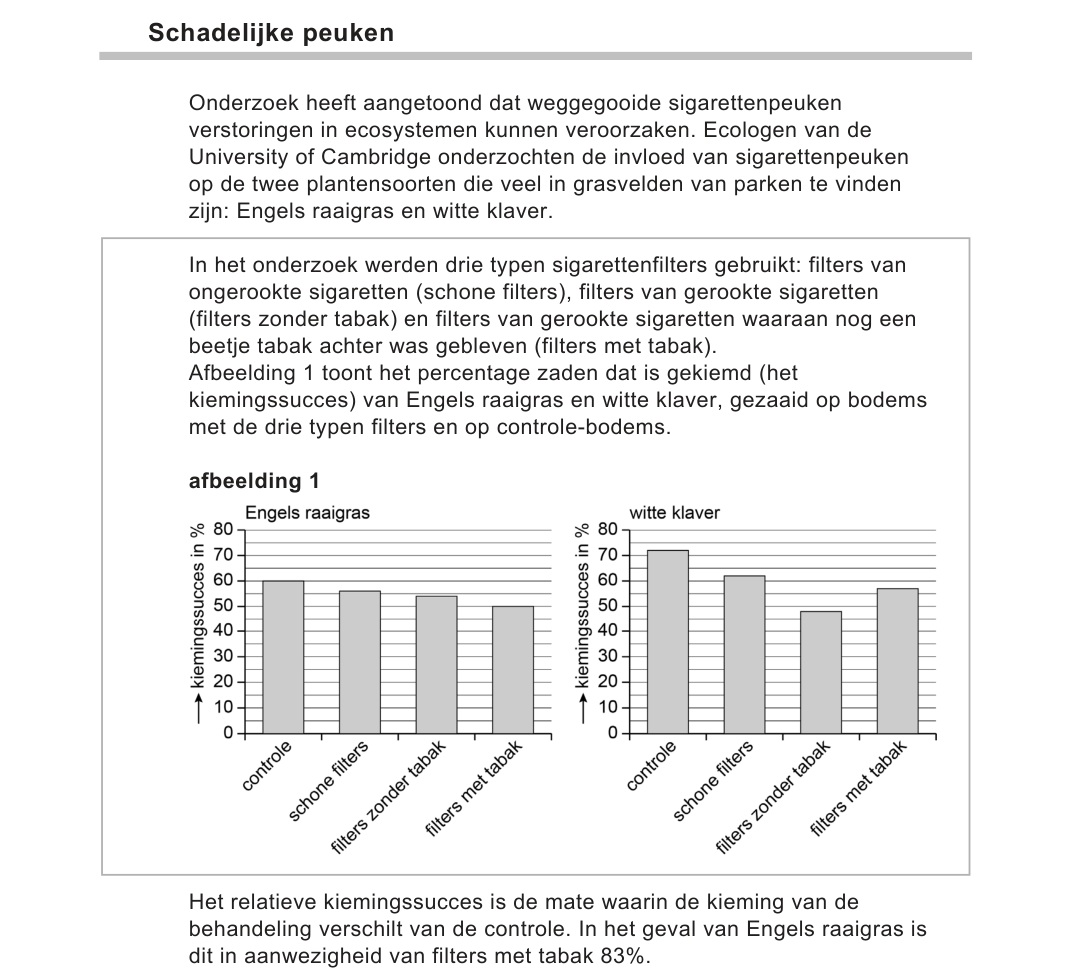 Schadelijke peuken
Onderzoek heeft aangetoond dat weggegooide sigarettenpeuken
verstoringen in ecosystemen kunnen veroorzaken. Ecologen van de
University of Cambridge onderzochten de invloed van sigarettenpeuken
op de twee plantensoorten die veel in grasvelden van parken te vinden
zijn: Engels raaigras en witte klaver.
In het onderzoek werden drie typen sigarettenfilters gebruikt: filters van
ongerookte sigaretten (schone filters), filters van gerookte sigaretten
(filters zonder tabak) en filters van gerookte sigaretten waaraan nog een
beetje tabak achter was gebleven (filters met tabak).
Afbeelding 1 toont het percentage zaden dat is gekiemd (het
kiemingssucces) van Engels raaigras en witte klaver, gezaaid op bodems
met de drie typen filters en op controle-bodems.
afbeelding 1
Engels raaigras
kiemingssucces in %
80
70
60
50
40
30
20
10
0
controle
schone filters
filters zonder tabak
filters met tabak
witte klaver
kiemingssucces in %
80
70
60
50
40
30
20
10
0
controle
schone filters
filters zonder tabak
filters met tabak
Het relatieve kiemingssucces is de mate waarin de kieming van de
behandeling verschilt van de controle. In het geval van Engels raaigras is
dit in aanwezigheid van filters met tabak 83%.